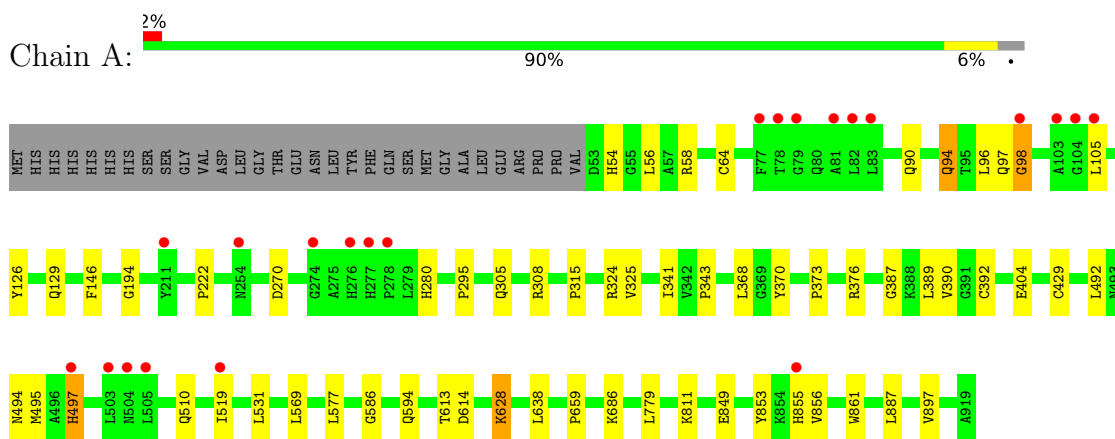 2%
Chain A:
90% 6% •
MET HIS HIS HIS HIS HIS HIS SER SER GLY VAL ASP LEU GLY THR GLU ASN LEU TYR PHE GLN SER MET GLY ALA LEU GLU ARG PRO PRO VAL D53 H54 G55 L56 A57 R58 C64 F77 T78 G79 Q80 A81 L82 L83 Q90 Q94 T95 L96 Q97 G98 A103 G104 L105
Y126 Q129 F146 G194 Y211 P222 N254 D270 G274 A275 H276 H277 P278 L279 H280 P295 Q305 R308 P315 R324 V325 I341 V342 P343 L368 G369 Y370 P373 R376 G387 K388 L389 V390 G391 C392 E404 C429 L492 N493
N494 M495 A496 H497 L503 N504 L505 Q510 I519 L531 L569 L577 G586 Q594 T613 D614 K628 L638 P659 K686 L779 K811 E849 Y853 K854 H855 V856 W861 L887 V897 A919